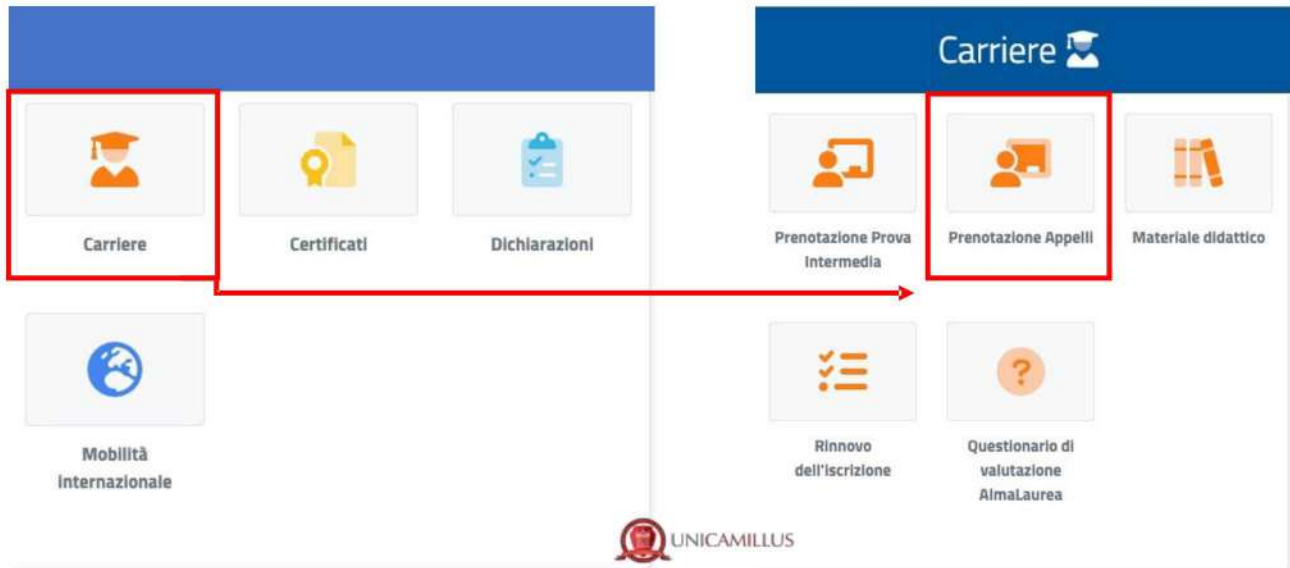 Carriere
Certificati
Dichiarazioni
Mobilità
internazionale
Carriere
Prenotazione Prova
Intermedia
Prenotazione Appelli
Materiale didattico
Rinnovo
dell'iscrizione
Questionario di
valutazione
AlmaLaurea
UNICAMILLUS